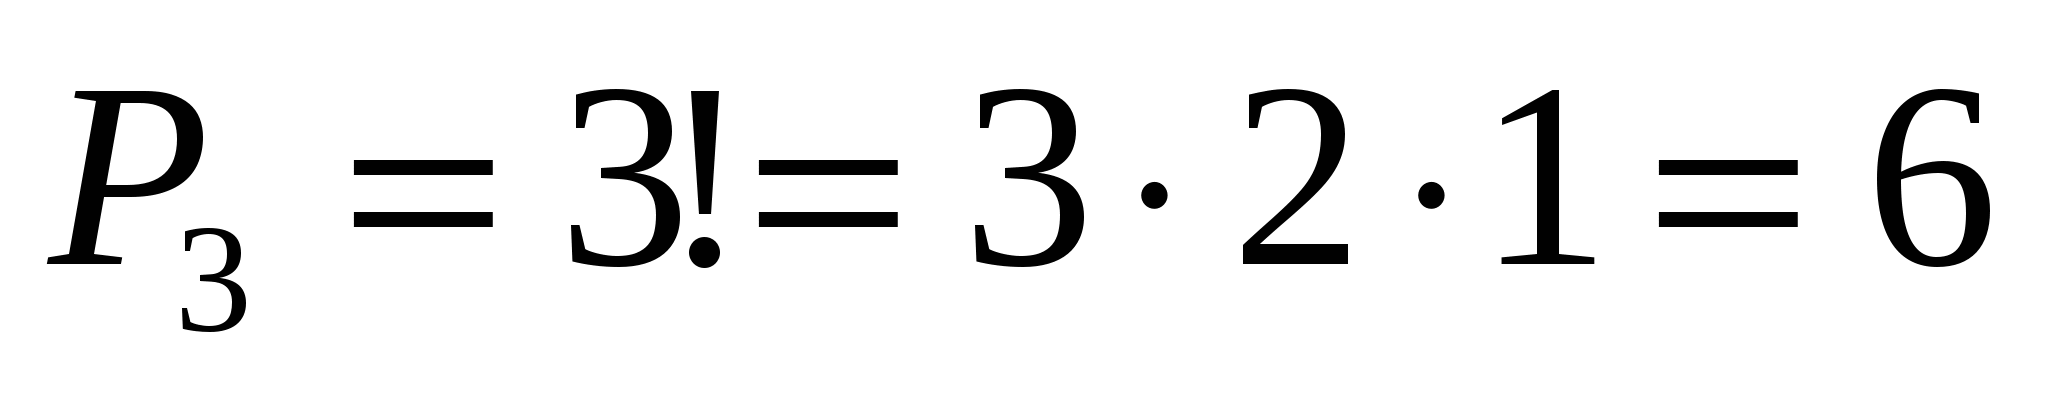 P₃ = 3! = 3 · 2 · 1 = 6